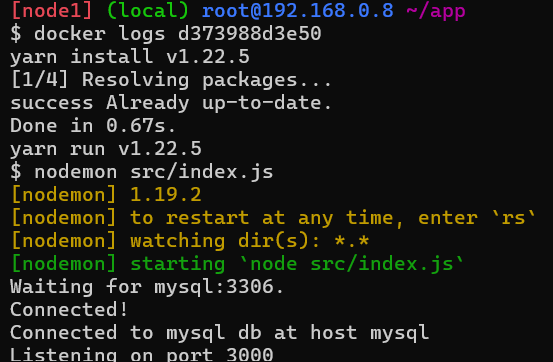 [node1] (local) root@192.168.0.8 ~/app
$ docker logs d373988d3e50
yarn install v1.22.5
[1/4] Resolving packages...
success Already up-to-date.
Done in 0.67s.
yarn run v1.22.5
$ nodemon src/index.js
[nodemon] 1.19.2
[nodemon] to restart at any time, enter `rs`
[nodemon] watching dir(s): *.*
[nodemon] starting `node src/index.js`
Waiting for mysql:3306.
Connected!
Connected to mysql db at host mysql
Listening on port 3000